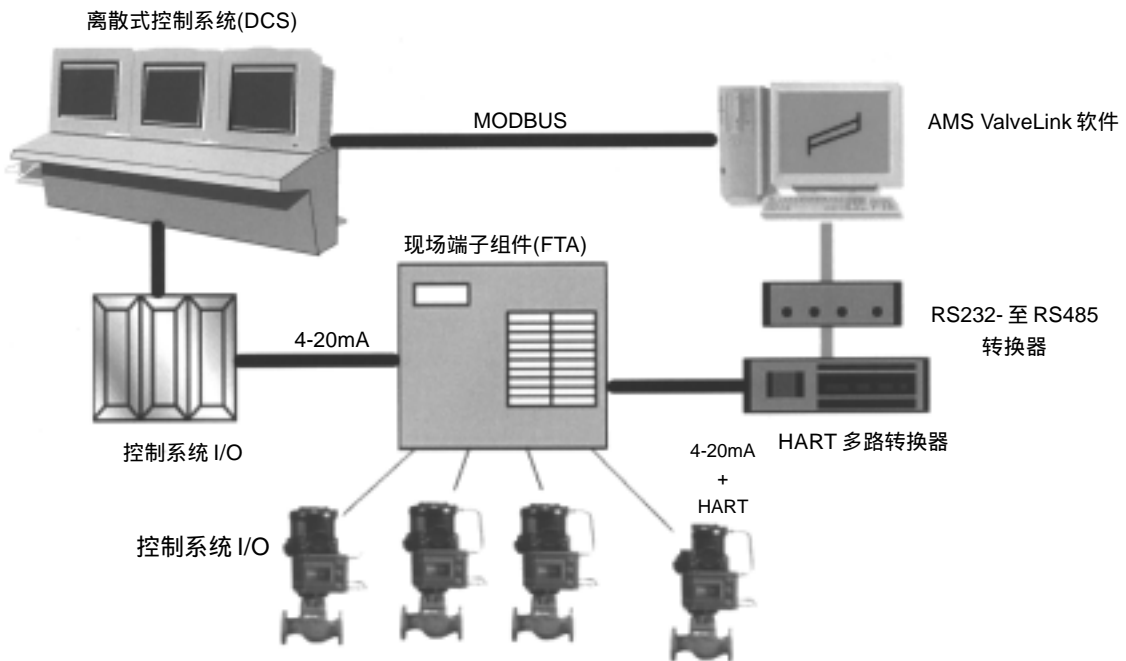 离散式控制系统(DCS)
MODBUS
AMS ValveLink 软件
现场端子组件(FTA)
RS232- 至 RS485
转换器
4-20mA
控制系统 I/O
HART 多路转换器
4-20mA
+
HART
控制系统 I/O